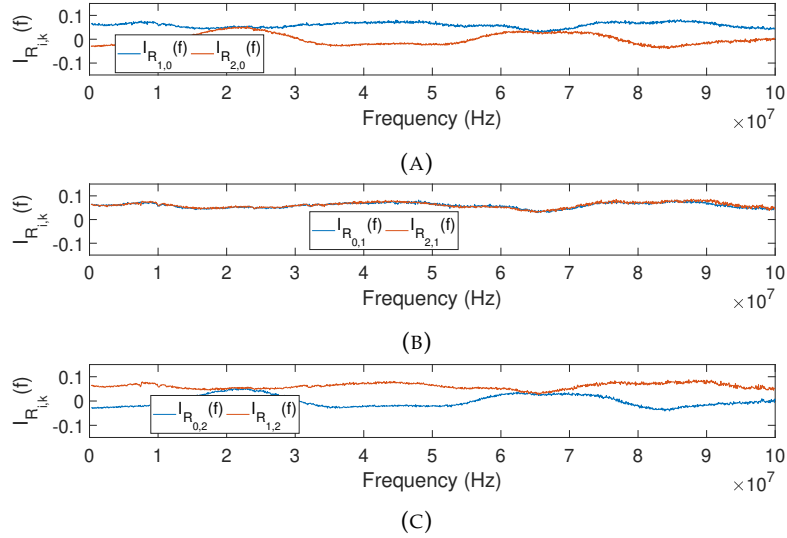 0.1
0
-0.1
I_{R_{i,k}}(f)
I_{R_{1,0}}(f) I_{R_{2,0}}(f)
0 1 2 3 4 5 6 7 8 9 10
Frequency (Hz)
×10^7
(A)
0.1
0
-0.1
I_{R_{i,k}}(f)
I_{R_{0,1}}(f) I_{R_{2,1}}(f)
0 1 2 3 4 5 6 7 8 9 10
Frequency (Hz)
×10^7
(B)
0.1
0
-0.1
I_{R_{i,k}}(f)
I_{R_{0,2}}(f) I_{R_{1,2}}(f)
0 1 2 3 4 5 6 7 8 9 10
Frequency (Hz)
×10^7
(C)